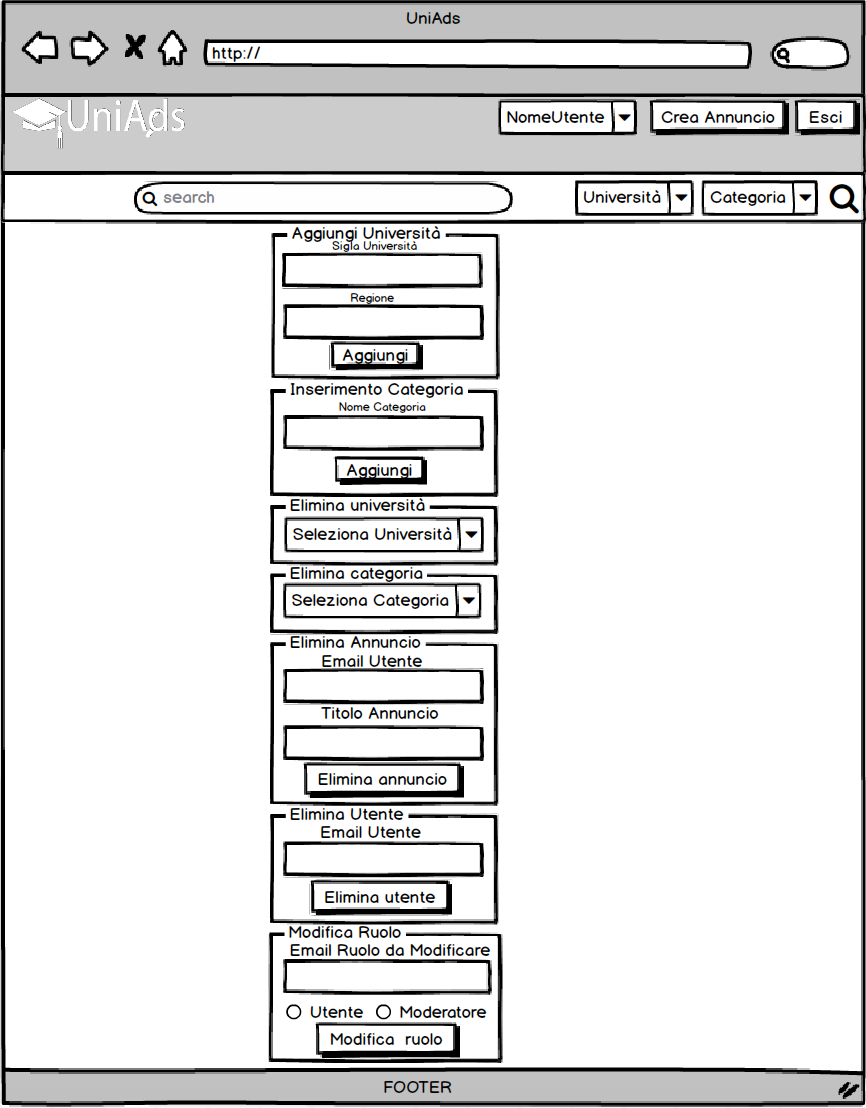 UniAds
http://
UniAds
NomeUtente
Crea Annuncio
Esci
search
Università
Categoria
Aggiungi Università
Sigla Università
Regione
Aggiungi
Inserimento Categoria
Nome Categoria
Aggiungi
Elimina università
Seleziona Università
Elimina categoria
Seleziona Categoria
Elimina Annuncio
Email Utente
Titolo Annuncio
Elimina annuncio
Elimina Utente
Email Utente
Elimina utente
Modifica Ruolo
Email Ruolo da Modificare
Utente Moderatore
Modifica ruolo
FOOTER